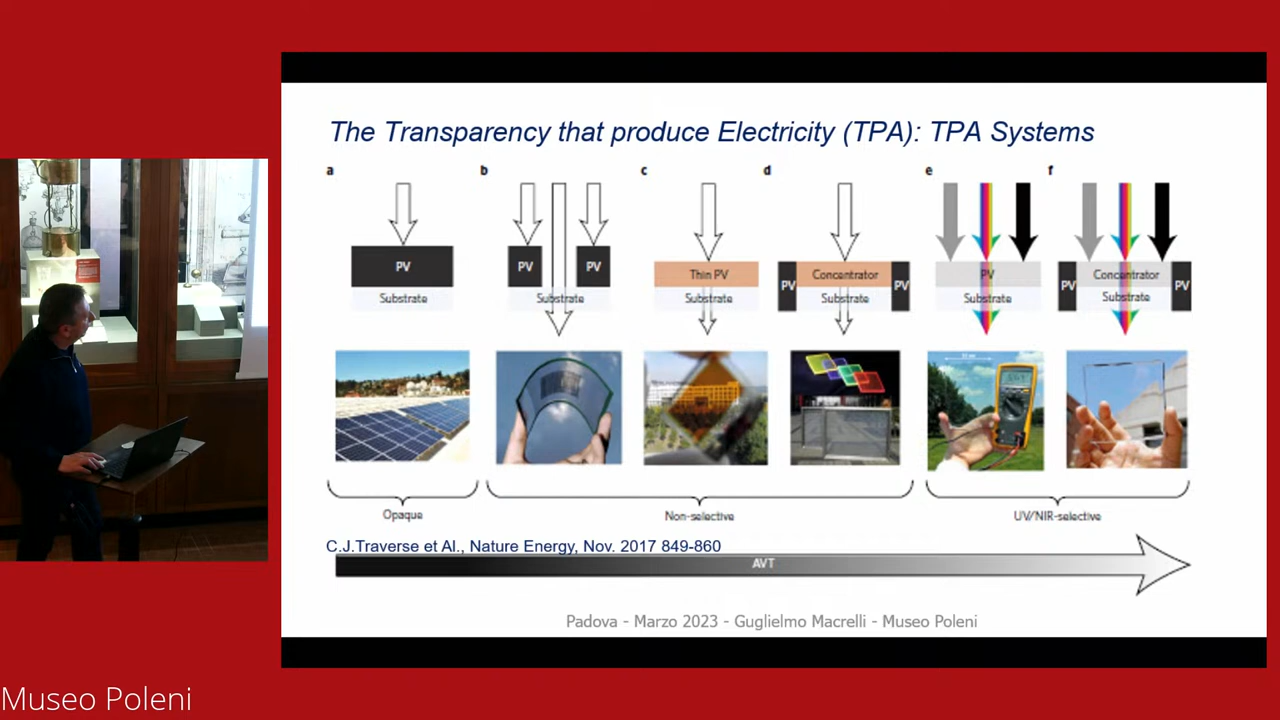 The Transparency that produce Electricity (TPA): TPA Systems
a b c d e f
PV
Substrate
PV PV
Substrate
Thin PV
Substrate
PV Concentrator PV
Substrate
PV
Substrate
PV Concentrator PV
Substrate
Opaque
Non-selective
UV/NIR-selective
C.J.Traverse et Al., Nature Energy, Nov. 2017 849-860
AVT
Padova - Marzo 2023 - Guglielmo Macrelli - Museo Poleni
Museo Poleni